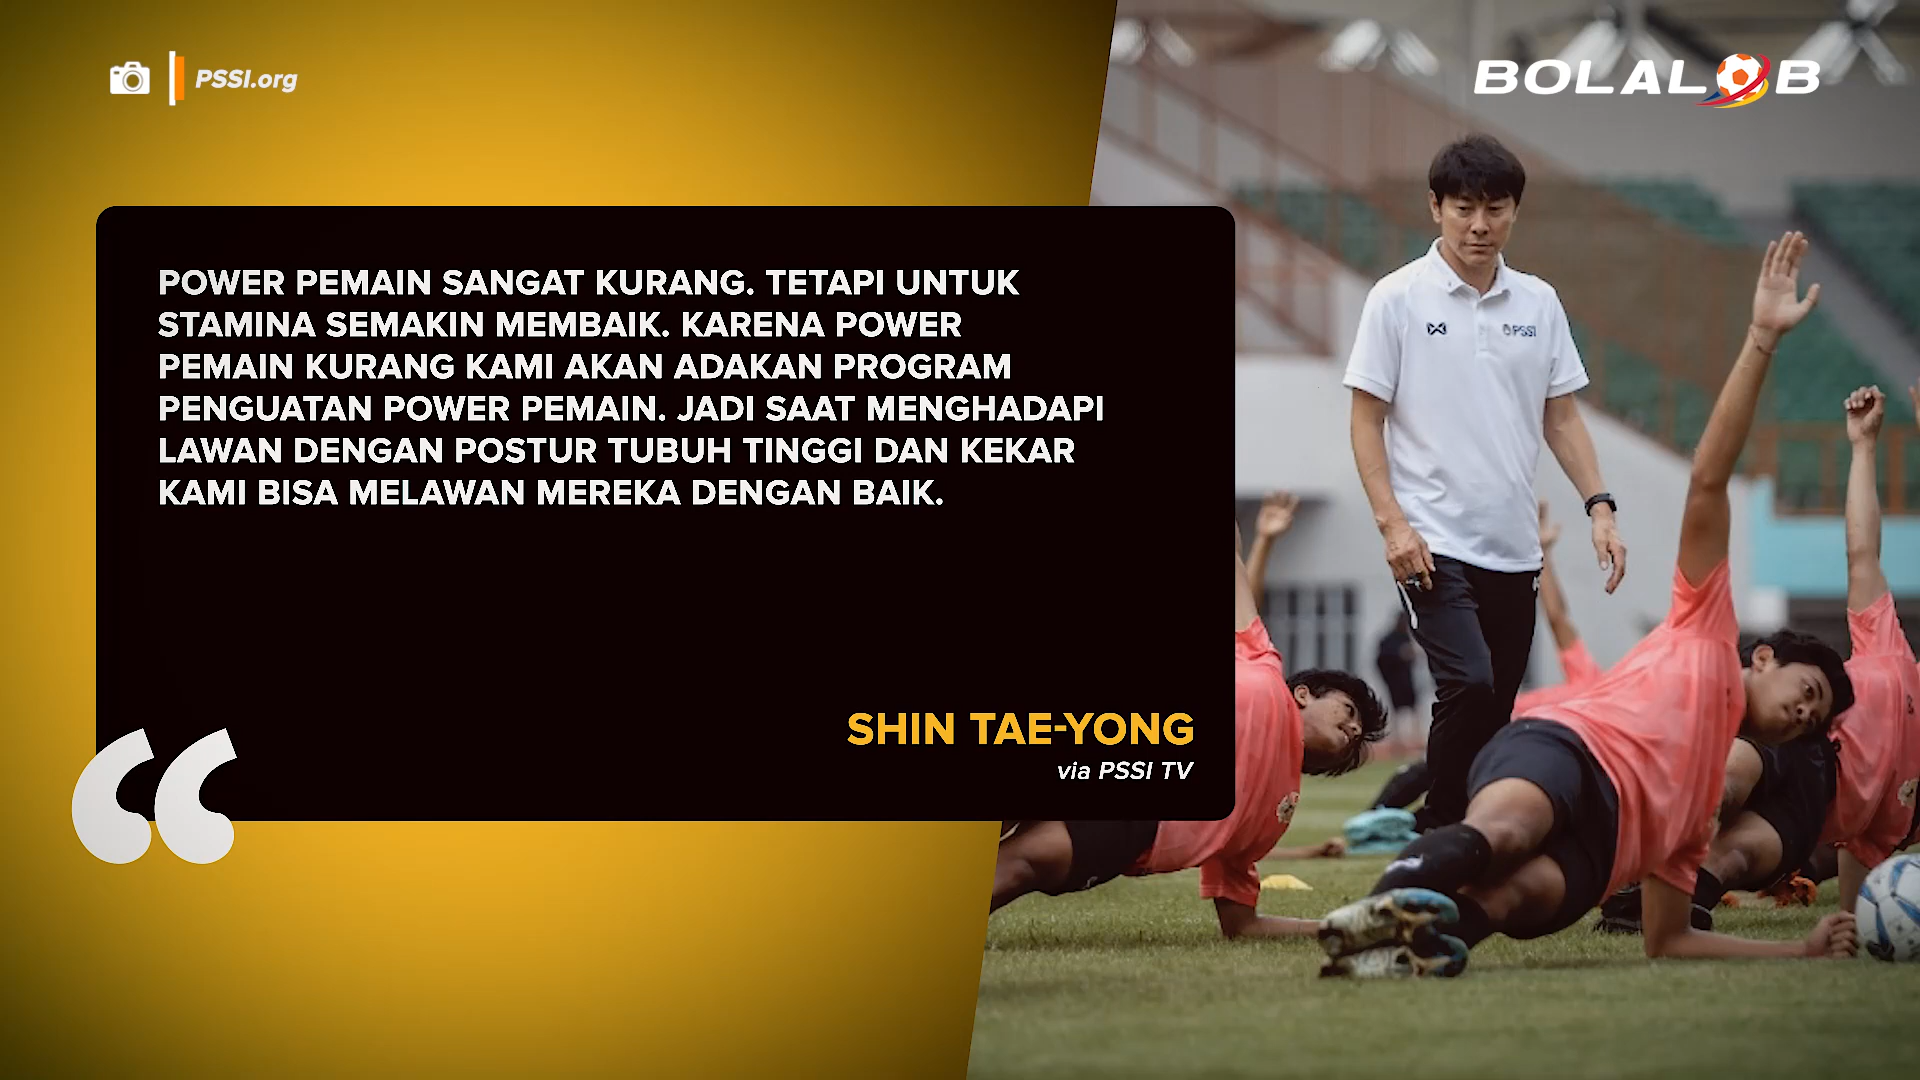 PSSI.org
BOLALOB
POWER PEMAIN SANGAT KURANG. TETAPI UNTUK
STAMINA SEMAKIN MEMBAIK. KARENA POWER
PEMAIN KURANG KAMI AKAN ADAKAN PROGRAM
PENGUATAN POWER PEMAIN. JADI SAAT MENGHADAPI
LAWAN DENGAN POSTUR TUBUH TINGGI DAN KEKAR
KAMI BISA MELAWAN MEREKA DENGAN BAIK.
SHIN TAE-YONG
via PSSI TV
PSSI